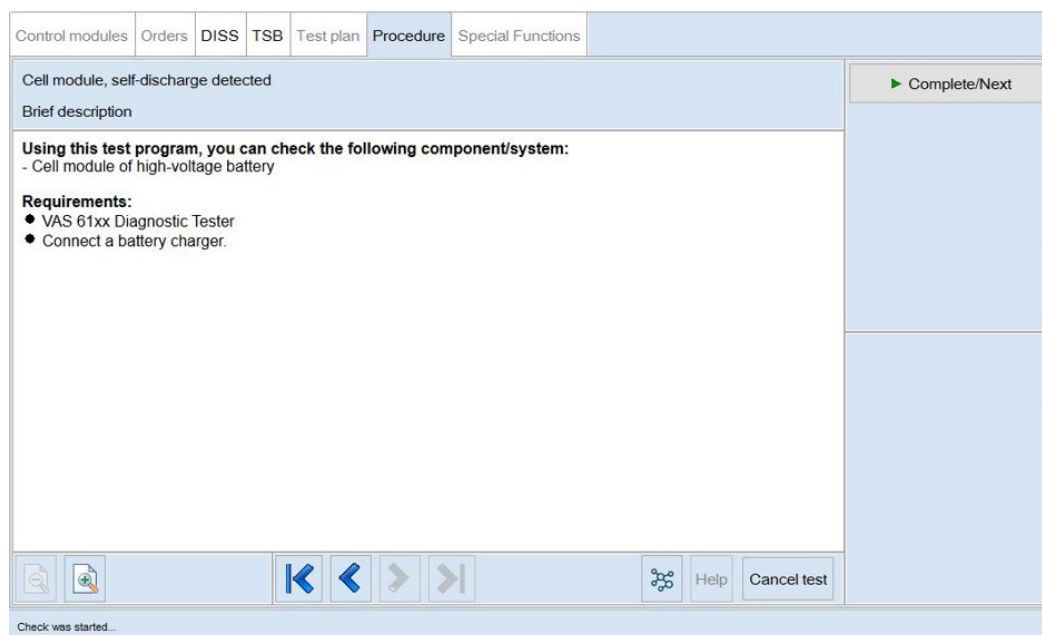 Control modules Orders DISS TSB Test plan Procedure Special Functions
Cell module, self-discharge detected
Brief description
Complete/Next
Using this test program, you can check the following component/system:
- Cell module of high-voltage battery
Requirements:
● VAS 61xx Diagnostic Tester
● Connect a battery charger.
Help Cancel test
Check was started...